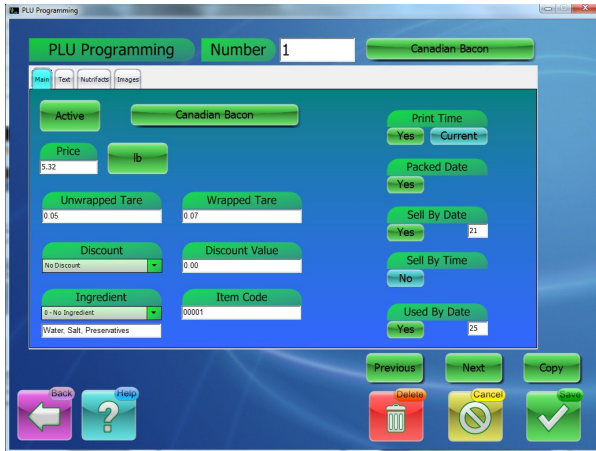 PLU Programming
PLU Programming Number 1 Canadian Bacon
Main Text Nutrifacts Images
Active Canadian Bacon
Print Time
Yes Current
Price
5.32 lb
Packed Date
Yes
Unwrapped Tare Wrapped Tare
0.05 0.07
Sell By Date
Yes 21
Discount Discount Value
No Discount 0.00
Sell By Time
No
Ingredient Item Code
0 - No Ingredient 00001
Water, Salt, Preservatives
Used By Date
Yes 25
Previous Next Copy
Back Help Delete Cancel Save
?